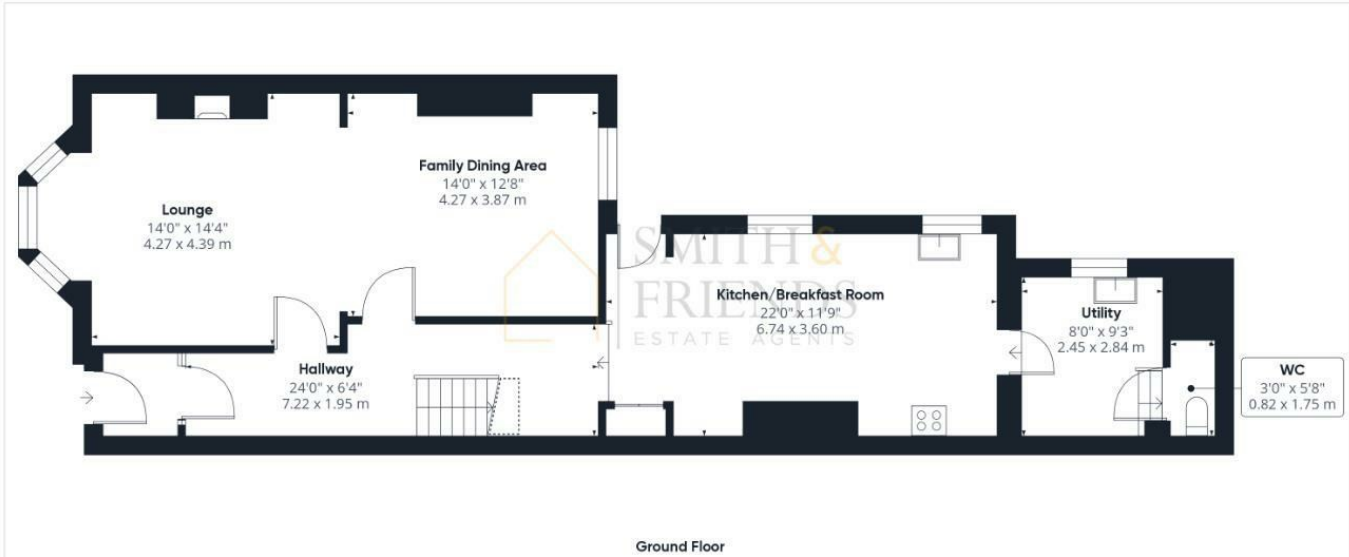 Family Dining Area
14'0" x 12'8"
4.27 x 3.87 m
Lounge
14'0" x 14'4"
4.27 x 4.39 m
SMITH &
FRIENDS
ESTATE AGENTS
Kitchen/Breakfast Room
22'0" x 11'9"
6.74 x 3.60 m
Utility
8'0" x 9'3"
2.45 x 2.84 m
Hallway
24'0" x 6'4"
7.22 x 1.95 m
WC
3'0" x 5'8"
0.82 x 1.75 m
Ground Floor